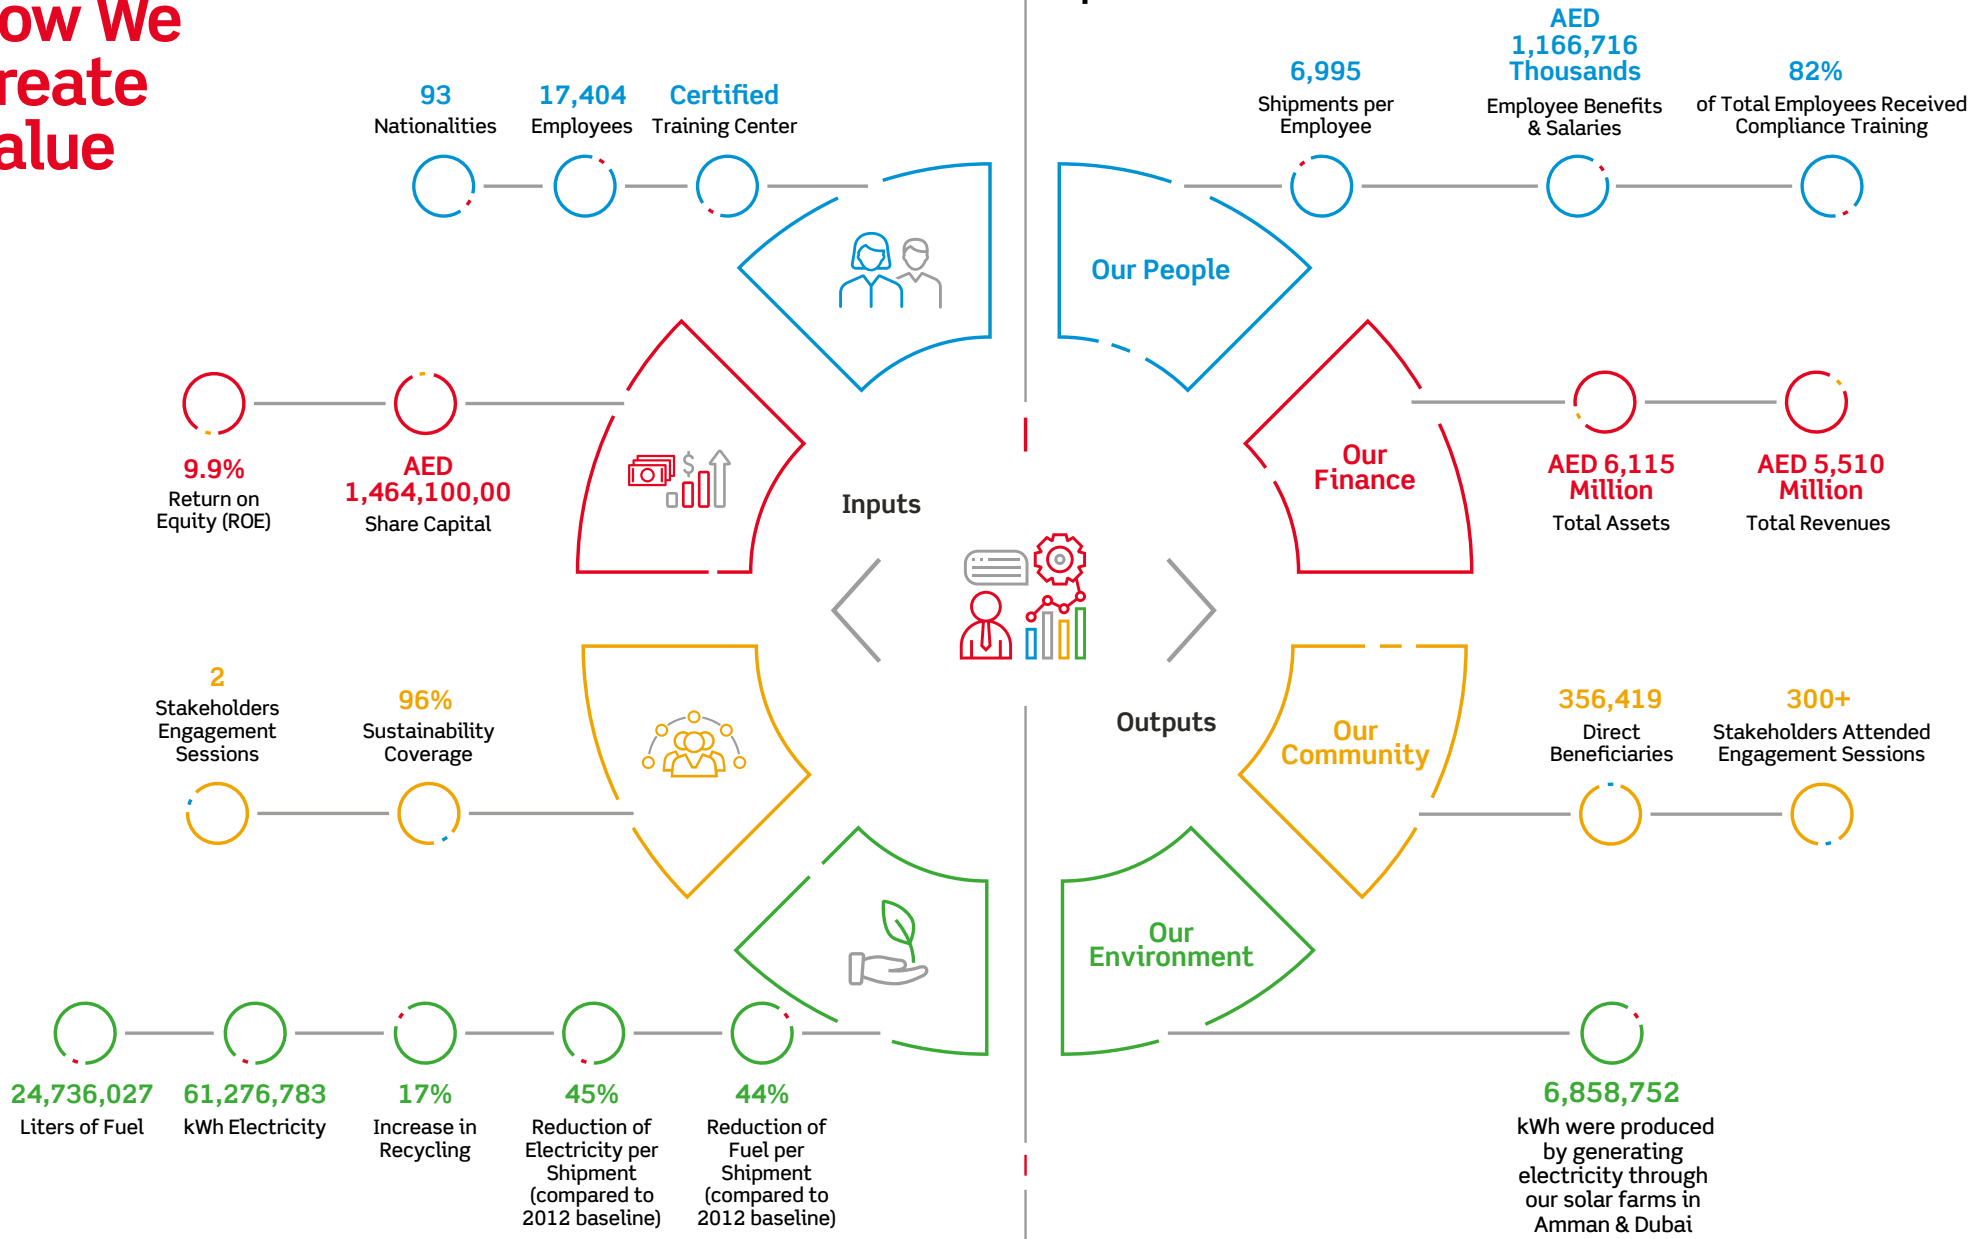 ow We
reate
alue
93
Nationalities
17,404
Employees
Certified
Training Center
6,995
Shipments per
Employee
AED
1,166,716
Thousands
Employee Benefits
& Salaries
82%
of Total Employees Received
Compliance Training
Our People
9.9%
Return on
Equity (ROE)
AED
1,464,100,00
Share Capital
$
Inputs
Our
Finance
AED 6,115
Million
Total Assets
AED 5,510
Million
Total Revenues
2
Stakeholders
Engagement
Sessions
96%
Sustainability
Coverage
Outputs
Our
Community
356,419
Direct
Beneficiaries
300+
Stakeholders Attended
Engagement Sessions
Our
Environment
24,736,027
Liters of Fuel
61,276,783
kWh Electricity
17%
Increase in
Recycling
45%
Reduction of
Electricity per
Shipment
(compared to
2012 baseline)
44%
Reduction of
Fuel per
Shipment
(compared to
2012 baseline)
6,858,752
kWh were produced
by generating
electricity through
our solar farms in
Amman & Dubai